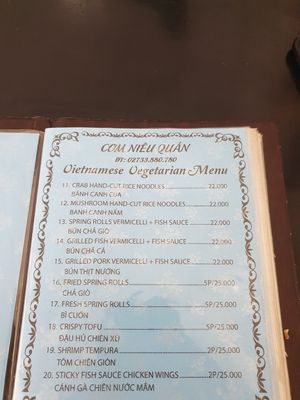 CƠM NIÊU QUÁN
ĐT: 02733.880.780
Vietnamese Vegetarian Menu
11. CRAB HAND-CUT RICE NOODLES 22.000
BÁNH CANH CUA
12. MUSHROOM HAND-CUT RICE NOODLES 22.000
BÁNH CANH NẤM
13. SPRING ROLLS VERMICELLI + FISH SAUCE 22.000
BÚN CHẢ GIÒ
14. GRILLED FISH VERMICELLI + FISH SAUCE 22.000
BÚN CHẢ CÁ
15. GRILLED PORK VERMICELLI + FISH SAUCE 22.000
BÚN THỊT NƯỚNG
16. FRIED SPRING ROLLS 5P/25.000
CHẢ GIÒ
17. FRESH SPRING ROLLS 5P/25.000
BÌ CUỐN
18. CRISPY TOFU 5P/25.000
ĐẬU HỦ CHIÊN XÙ
19. SHRIMP TEMPURA 2P/25.000
TÔM CHIÊN GIÒN
20. STICKY FISH SAUCE CHICKEN WINGS 2P/25.000
CÁNH GÀ CHIÊN NƯỚC MẮM